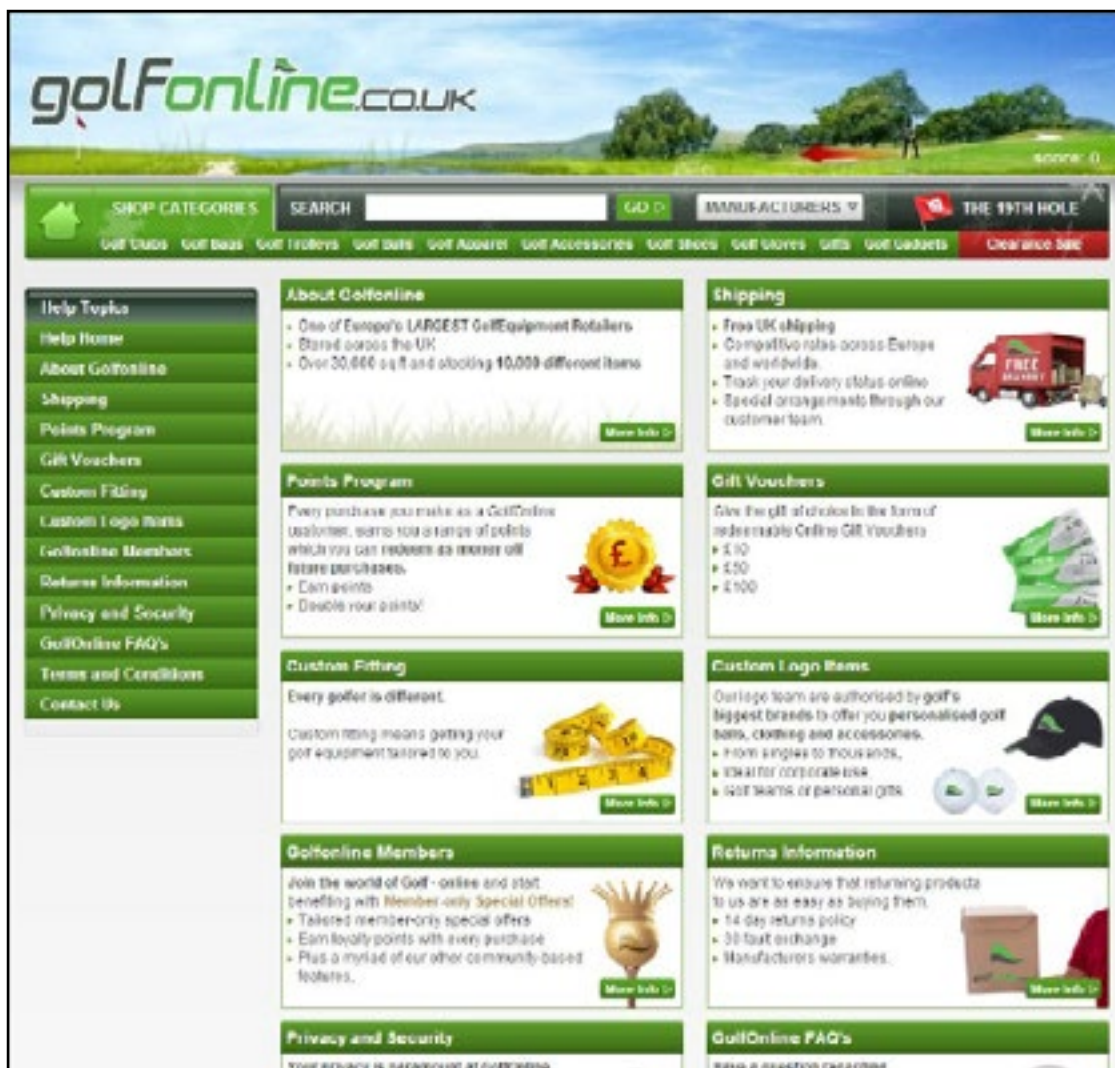 golfonline.co.uk
score: 0
SHOP CATEGORIES SEARCH GO MANUFACTURERS THE 19TH HOLE
Golf Clubs Golf Bags Golf Trolleys Golf Balls Golf Apparel Golf Accessories Golf Shoes Golf Gloves Gifts Golf Gadgets Clearance Sale
Help Topics
Help Home
About Golfonline
Shipping
Points Program
Gift Vouchers
Custom Fitting
Custom Logo Items
Golfonline Members
Returns Information
Privacy and Security
GolfOnline FAQ's
Terms and Conditions
Contact Us
About Golfonline
One of Europe's LARGEST GolfEquipment Retailers
Stored across the UK
Over 30,000 sq ft and stocking 10,000 different items
More Info
Shipping
Free UK shipping
Competitive rates across Europe
and worldwide.
Track your delivery status online
Special arrangements through our
customer team.
FREE
DELIVERY
More Info
Points Program
Every purchase you make as a GolfOnline
customer, earns you a range of points
which you can redeem as money off
future purchases.
Earn points
Double your points!
£
More Info
Gift Vouchers
Give the gift of choice in the form of
redeemable Online Gift Vouchers
£10
£50
£100
More Info
Custom Fitting
Every golfer is different.
Custom fitting means getting your
golf equipment tailored to you.
More Info
Custom Logo Items
Our logo team are authorised by golf's
biggest brands to offer you personalised golf
balls, clothing and accessories.
From singles to thousands,
Ideal for corporate use
Golf teams or personal gifts
More Info
Golfonline Members
Join the world of Golf - online and start
benefiting with Member-only Special Offers!
Tailored member-only special offers
Earn loyalty points with every purchase
Plus a myriad of our other community based
features.
More Info
Returns Information
We want to ensure that returning products
to us are as easy as buying them.
14 day returns policy
30 fault exchange
Manufacturers warranties.
More Info
Privacy and Security
Your privacy is paramount at Golfonline
GolfOnline FAQ's
Have a question regarding